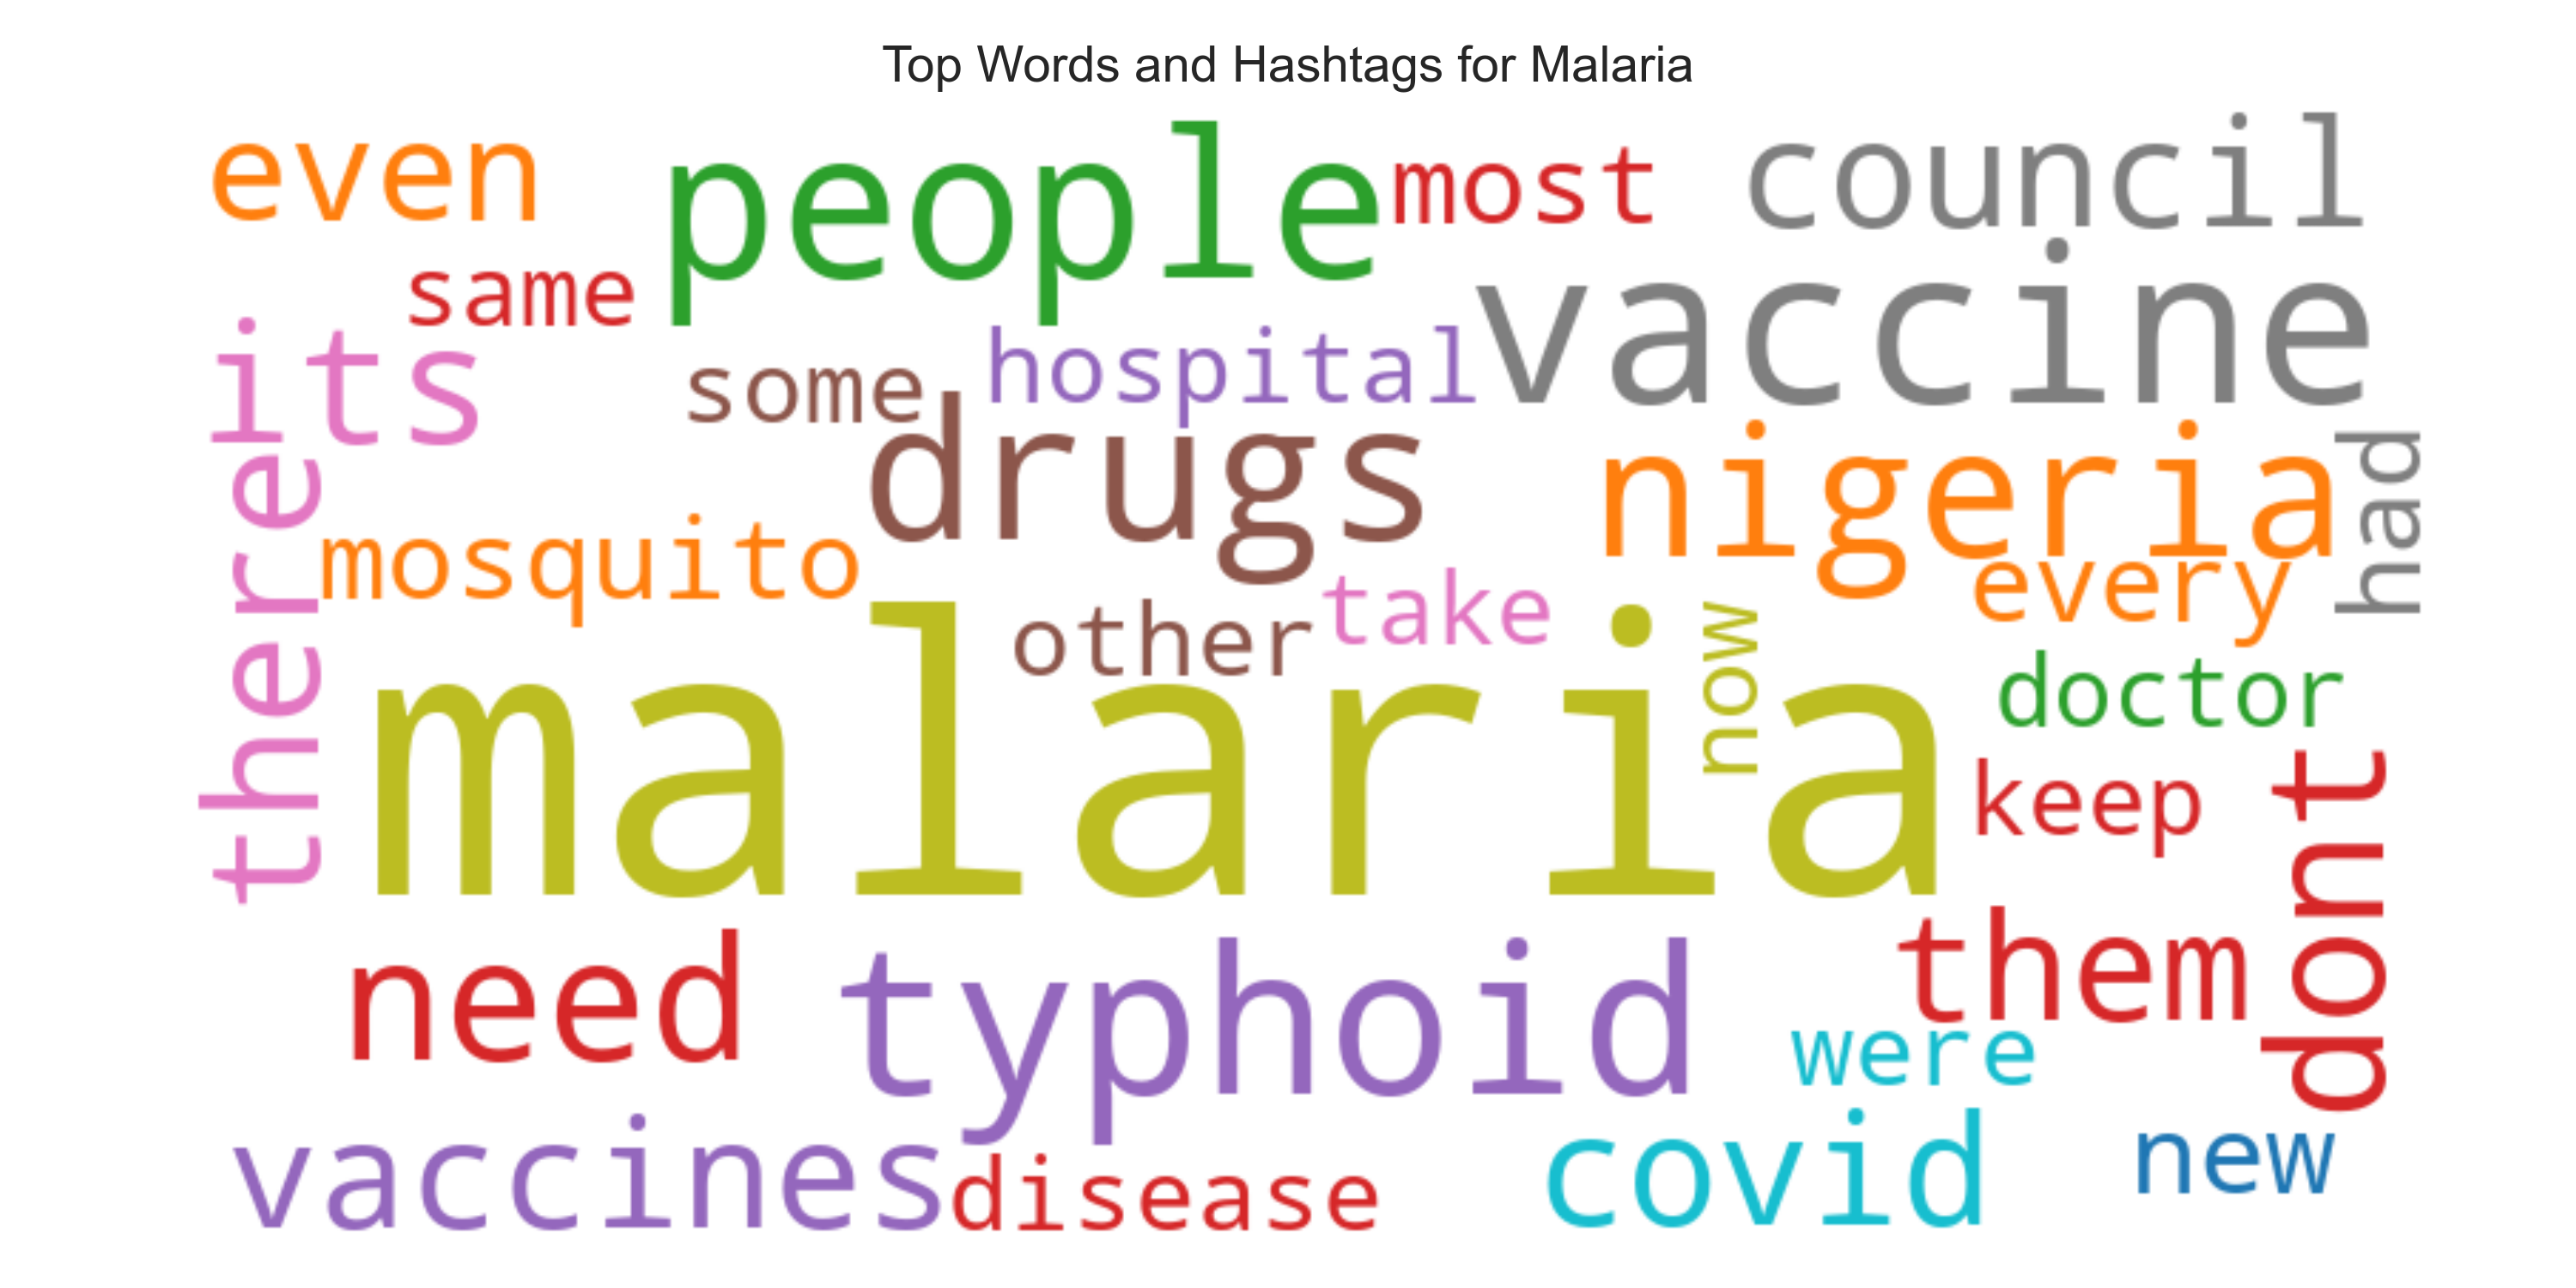 Top Words and Hashtags for Malaria
even people most council
same vaccine
its some hospital
drugs nigeria had
there mosquito
other take now every
malaria doctor
keep dont
need typhoid them
were
vaccines disease covid new